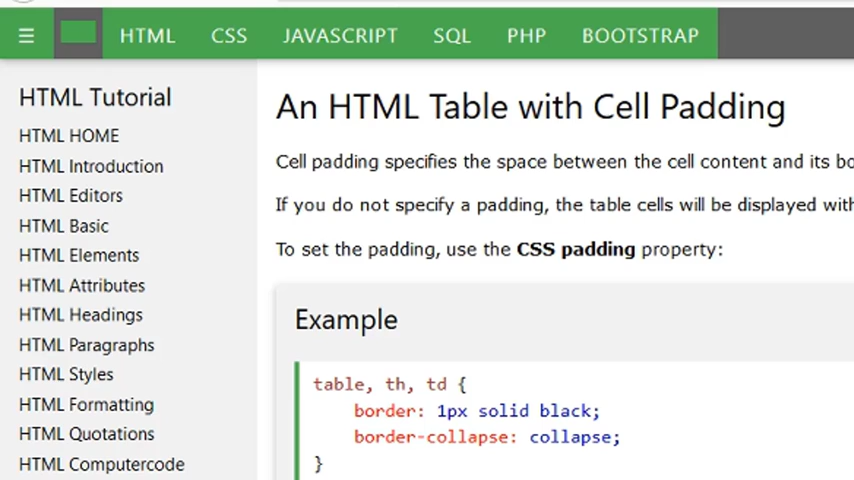 HTML CSS JAVASCRIPT SQL PHP BOOTSTRAP
HTML Tutorial
HTML HOME
HTML Introduction
HTML Editors
HTML Basic
HTML Elements
HTML Attributes
HTML Headings
HTML Paragraphs
HTML Styles
HTML Formatting
HTML Quotations
HTML Computercode
An HTML Table with Cell Padding
Cell padding specifies the space between the cell content and its bo
If you do not specify a padding, the table cells will be displayed with
To set the padding, use the CSS padding property:
Example
table, th, td {
border: 1px solid black;
border-collapse: collapse;
}